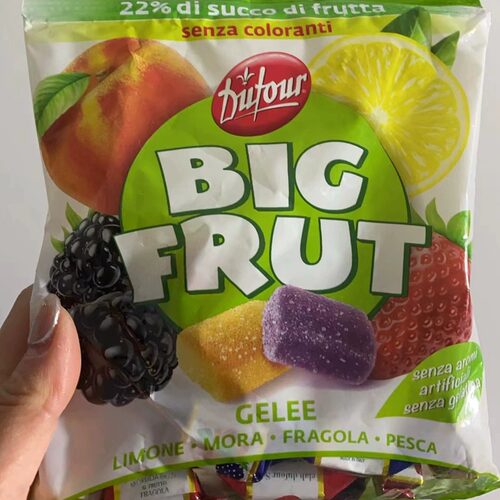 22% di succo di frutta
senza coloranti
Dufour
BIG
FRUT
senza aromi
artificiali
senza
GELEE
LIMONE • MORA • FRAGOLA • PESCA
FRAGOLA